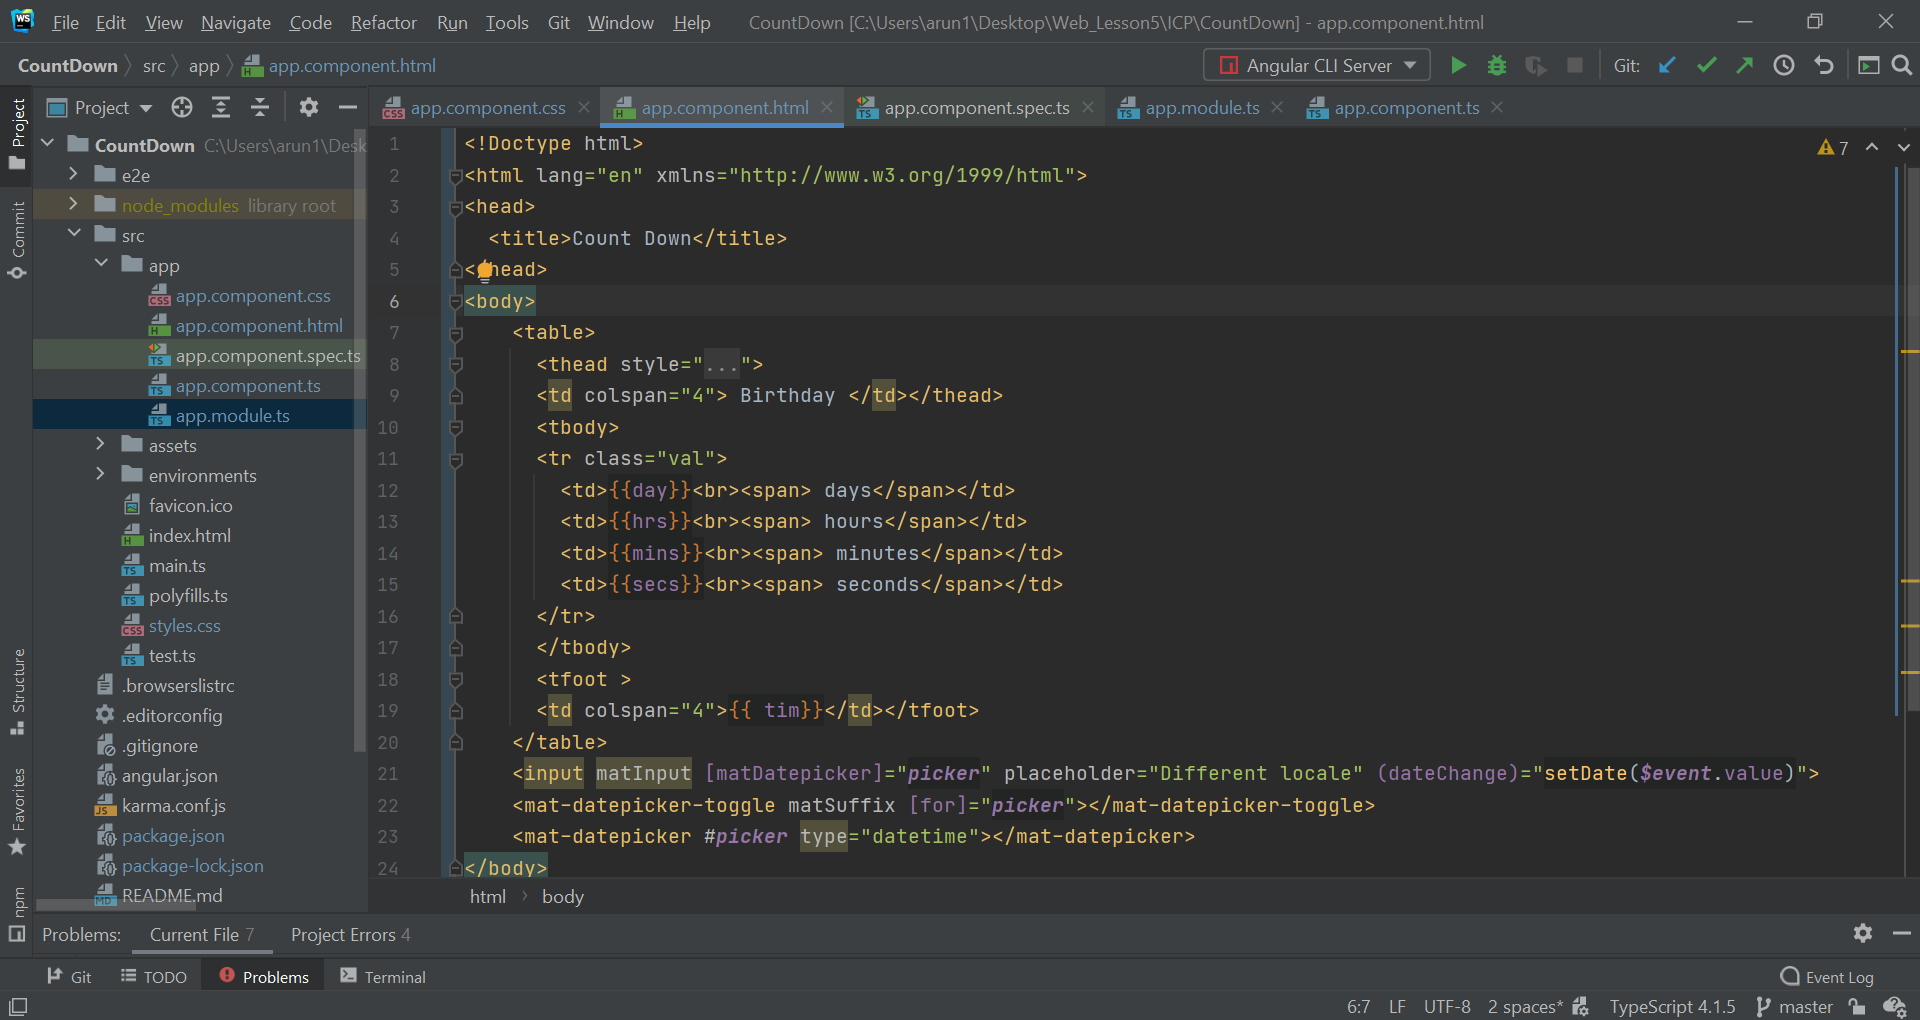 WS File Edit View Navigate Code Refactor Run Tools Git Window Help CountDown [C:\Users\arun1\Desktop\Web_Lesson5\ICP\CountDown] - app.component.html
CountDown src app app.component.html Angular CLI Server Git:
Project app.component.css app.component.html app.component.spec.ts app.module.ts app.component.ts
Project
Commit
Structure
Favorites
npm
CountDown C:\Users\arun1\Desk
e2e
node_modules library root
src
app
app.component.css
app.component.html
app.component.spec.ts
app.component.ts
app.module.ts
assets
environments
favicon.ico
index.html
main.ts
polyfills.ts
styles.css
test.ts
.browserslistrc
.editorconfig
.gitignore
angular.json
karma.conf.js
package.json
package-lock.json
README.md
7
1 <!Doctype html>
2 <html lang="en" xmlns="http://www.w3.org/1999/html">
3 <head>
4 <title>Count Down</title>
5 < head>
6 <body>
7 <table>
8 <thead style="...">
9 <td colspan="4"> Birthday </td></thead>
10 <tbody>
11 <tr class="val">
12 <td>{{day}}<br><span> days</span></td>
13 <td>{{hrs}}<br><span> hours</span></td>
14 <td>{{mins}}<br><span> minutes</span></td>
15 <td>{{secs}}<br><span> seconds</span></td>
16 </tr>
17 </tbody>
18 <tfoot >
19 <td colspan="4">{{ tim}}</td></tfoot>
20 </table>
21 <input matInput [matDatepicker]="picker" placeholder="Different locale" (dateChange)="setDate($event.value)">
22 <mat-datepicker-toggle matSuffix [for]="picker"></mat-datepicker-toggle>
23 <mat-datepicker #picker type="datetime"></mat-datepicker>
24 </body>
html body
Problems: Current File 7 Project Errors 4
Git TODO Problems Terminal Event Log
6:7 LF UTF-8 2 spaces* TypeScript 4.1.5 master